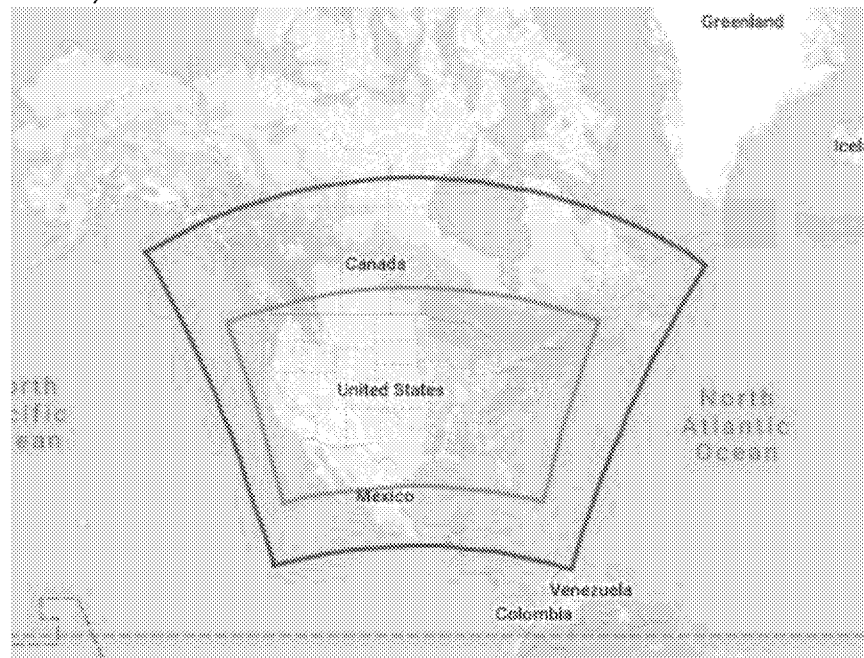 Greenland
Canada
United States
North
Atlantic
Ocean
Mexico
Venezuela
Colombia